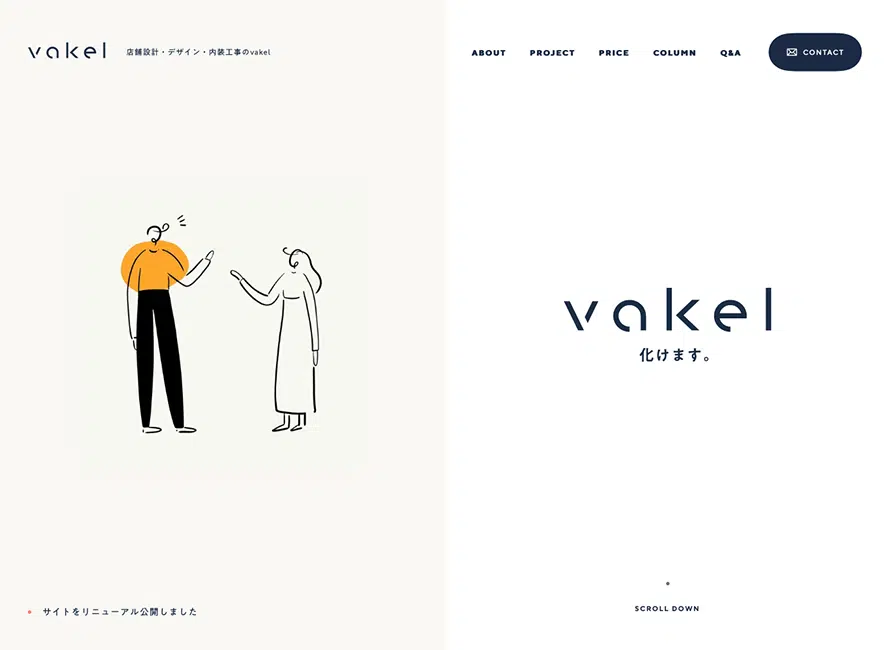 vakel 店舗設計・デザイン・内装工事のvakel
ABOUT PROJECT PRICE COLUMN Q&A CONTACT
vakel
化けます。
サイトをリニューアル公開しました
SCROLL DOWN